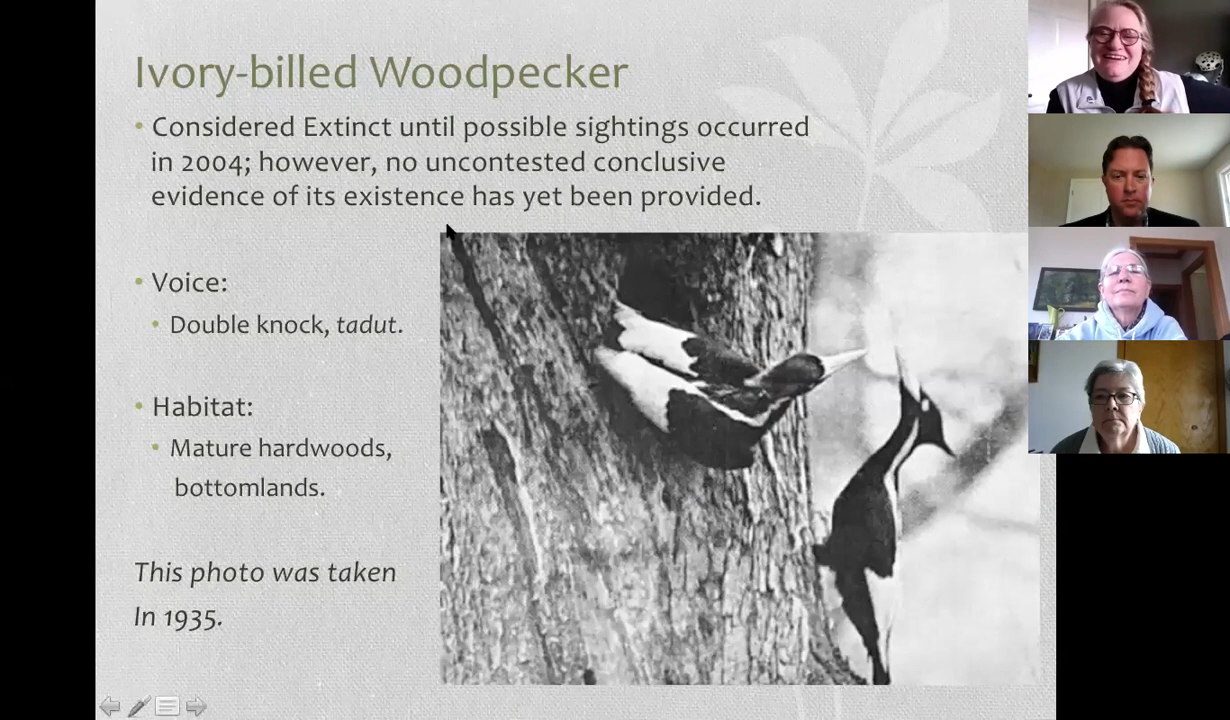 Ivory-billed Woodpecker
• Considered Extinct until possible sightings occurred
in 2004; however, no uncontested conclusive
evidence of its existence has yet been provided.
• Voice:
• Double knock, tadut.
• Habitat:
• Mature hardwoods,
bottomlands.
This photo was taken
In 1935.